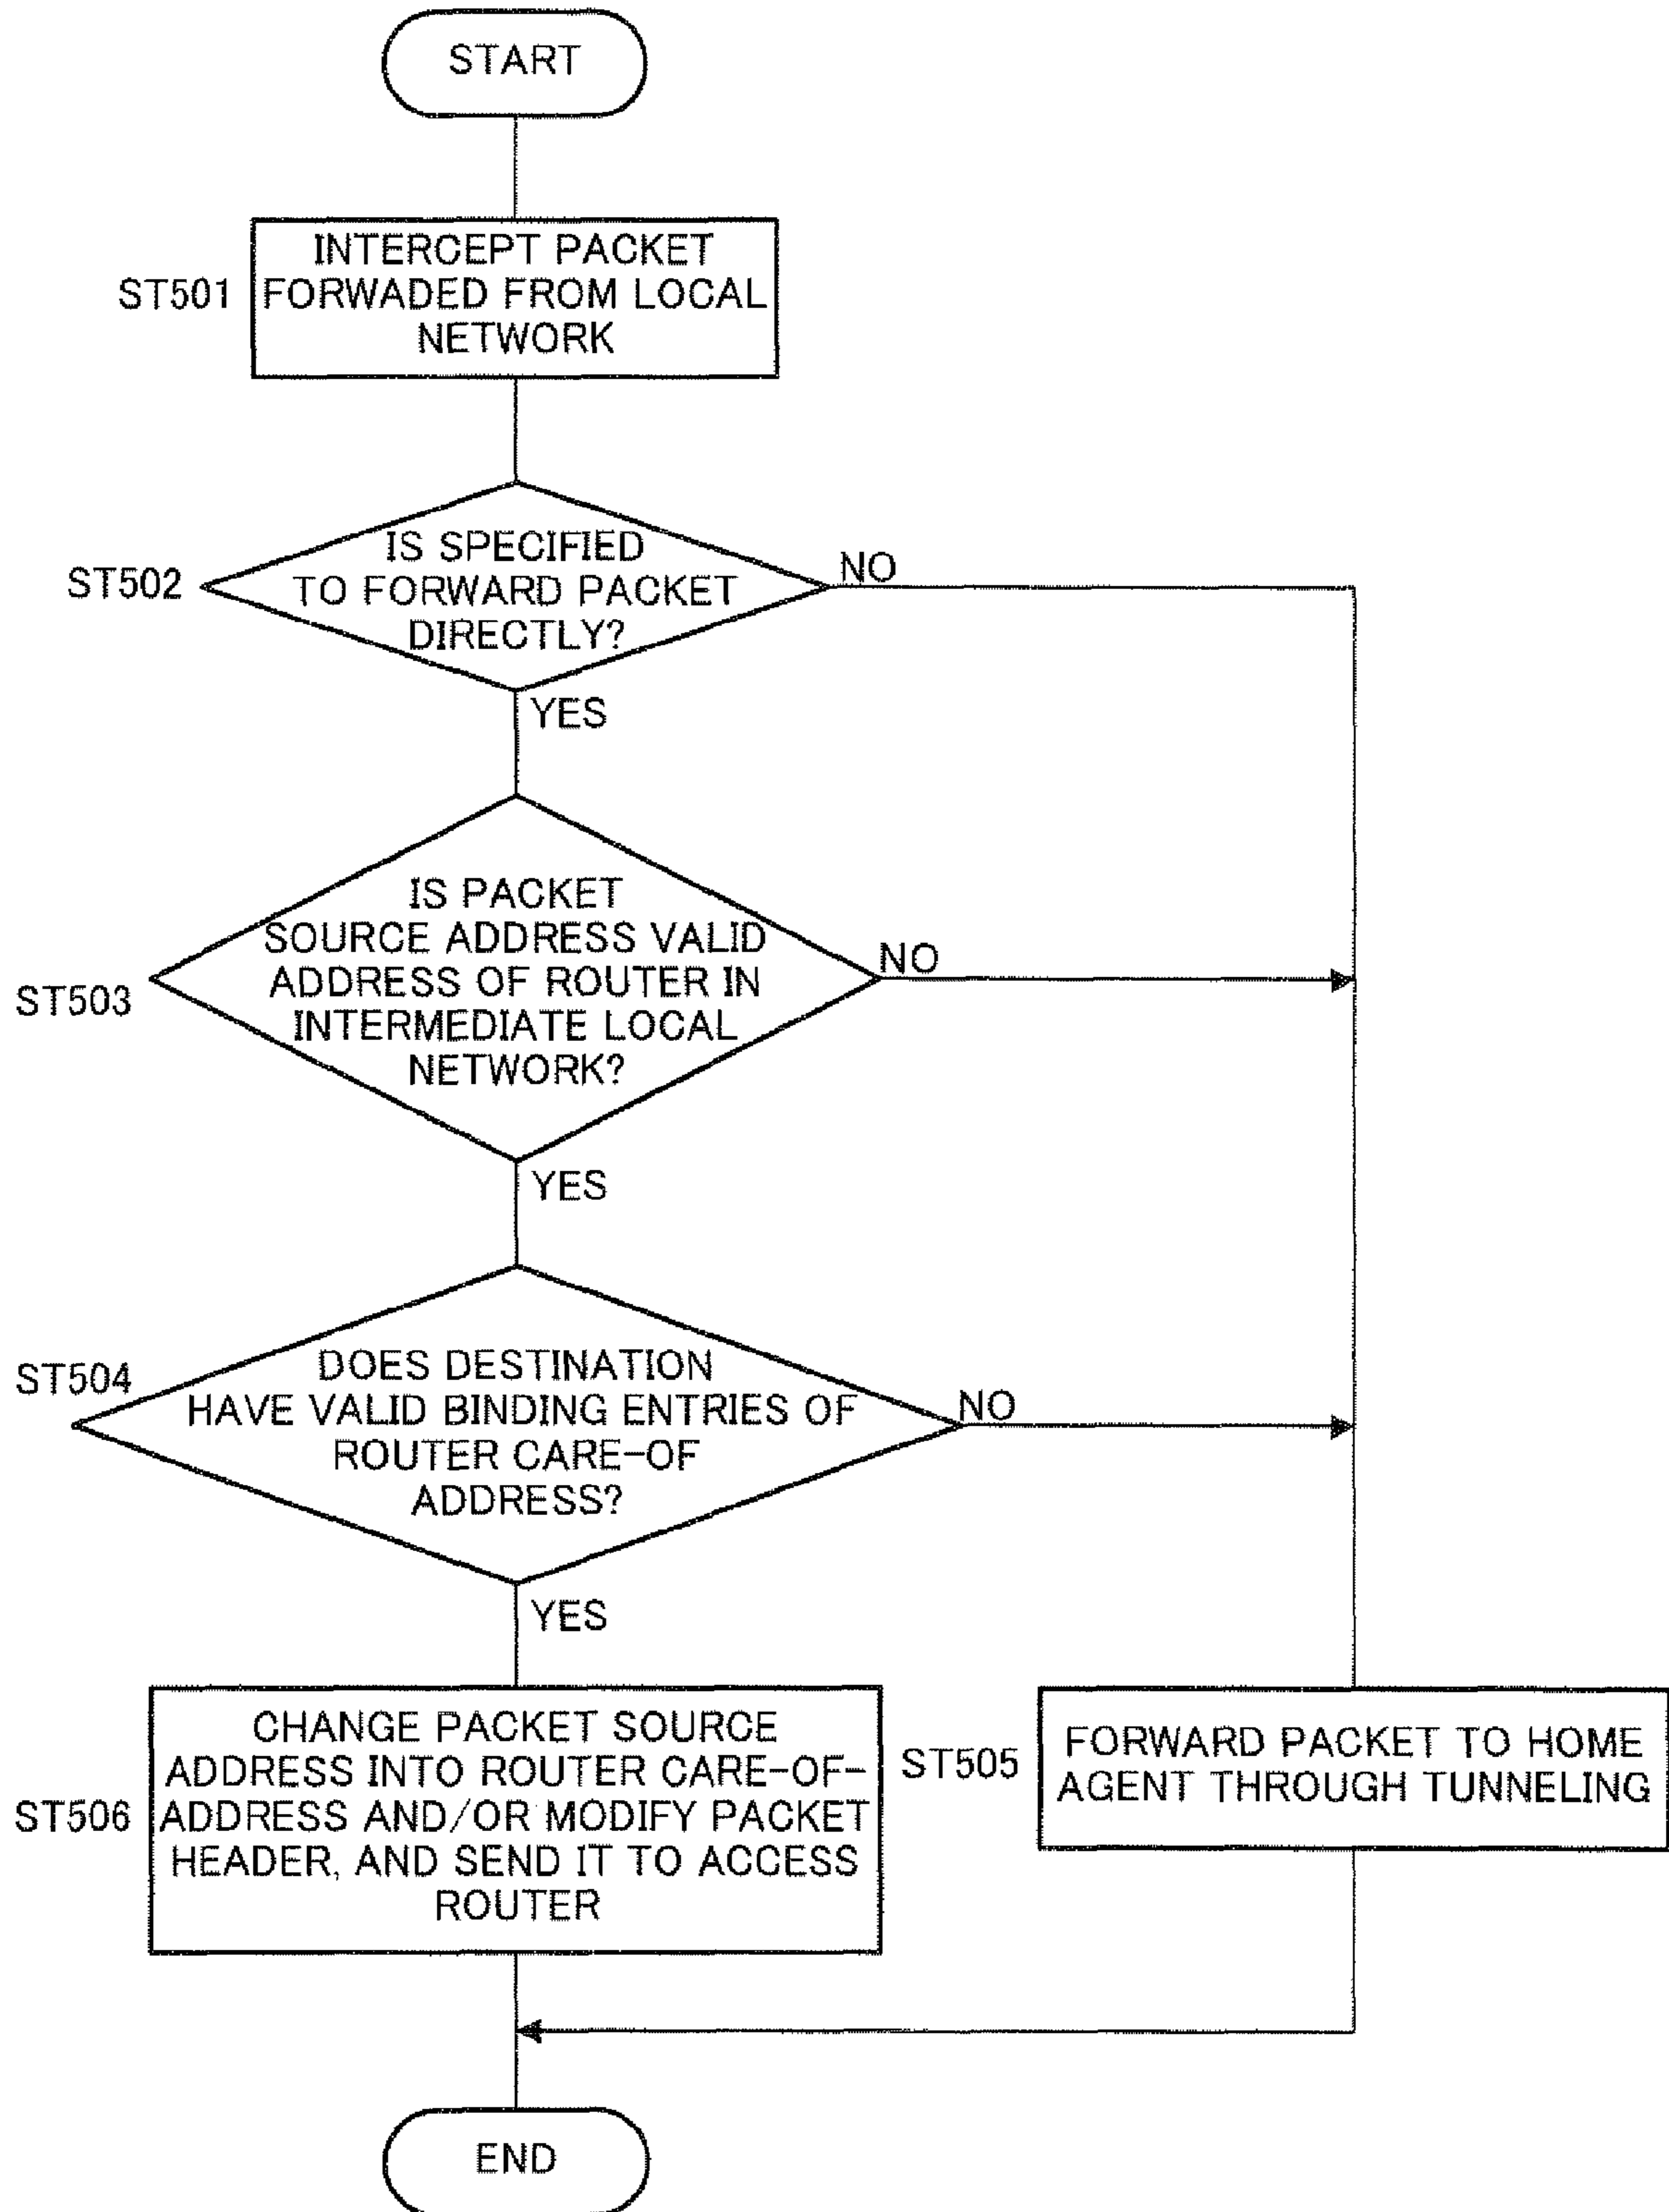 START
INTERCEPT PACKET
ST501
FORWADED FROM LOCAL
NETWORK
IS SPECIFIED
ST502
TO FORWARD PACKET
DIRECTLY?
NO
YES
IS PACKET
SOURCE ADDRESS VALID
ADDRESS OF ROUTER IN
INTERMEDIATE LOCAL
NETWORK?
ST503
NO
YES
DOES DESTINATION
HAVE VALID BINDING ENTRIES OF
ROUTER CARE-OF
ADDRESS?
ST504
NO
YES
CHANGE PACKET SOURCE
ADDRESS INTO ROUTER CARE-OF-
ADDRESS AND/OR MODIFY PACKET
HEADER, AND SEND IT TO ACCESS
ROUTER
ST506
ST505
FORWARD PACKET TO HOME
AGENT THROUGH TUNNELING
END